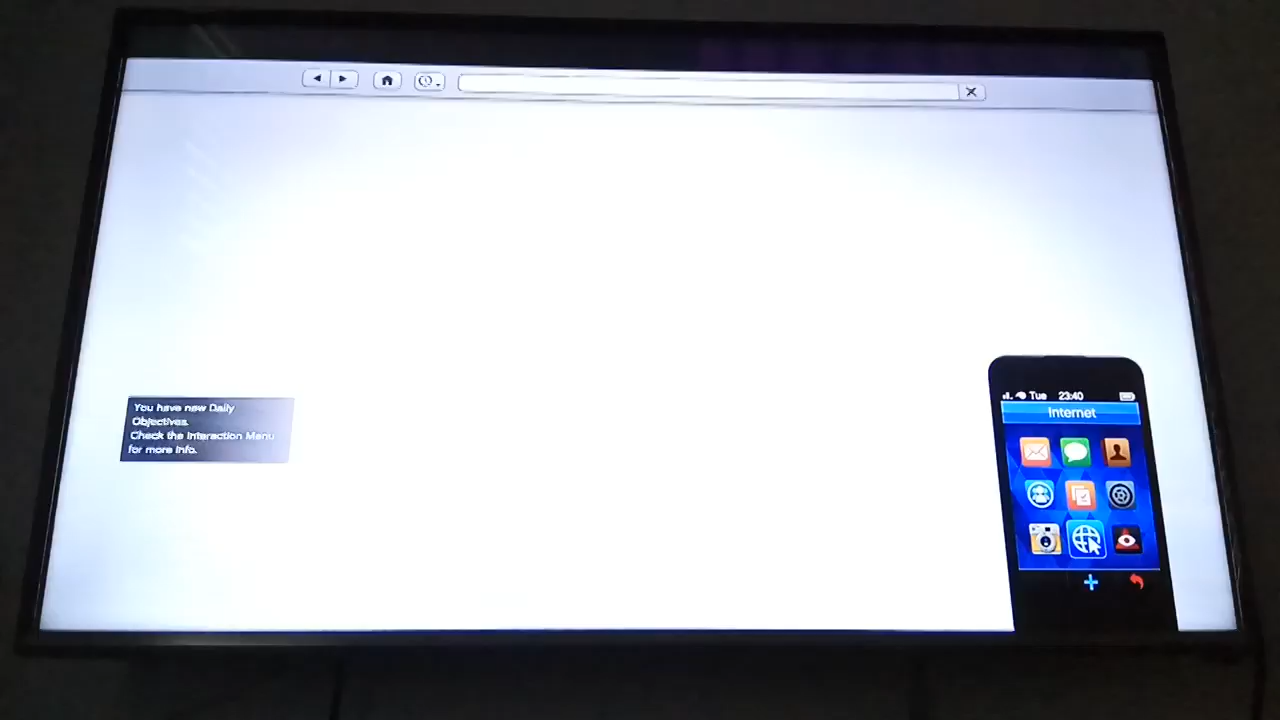 You have new Daily
Objectives.
Check the Interaction Menu
for more info.
Tue 23:40
Internet